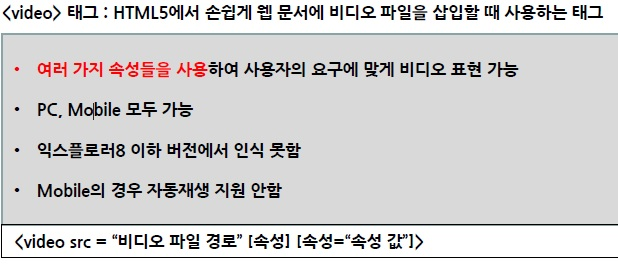 <video> 태그 : HTML5에서 손쉽게 웹 문서에 비디오 파일을 삽입할 때 사용하는 태그
• 여러 가지 속성들을 사용하여 사용자의 요구에 맞게 비디오 표현 가능
• PC, Mobile 모두 가능
• 익스플로러8 이하 버전에서 인식 못함
• Mobile의 경우 자동재생 지원 안함
<video src = “비디오 파일 경로” [속성] [속성=“속성 값”]>